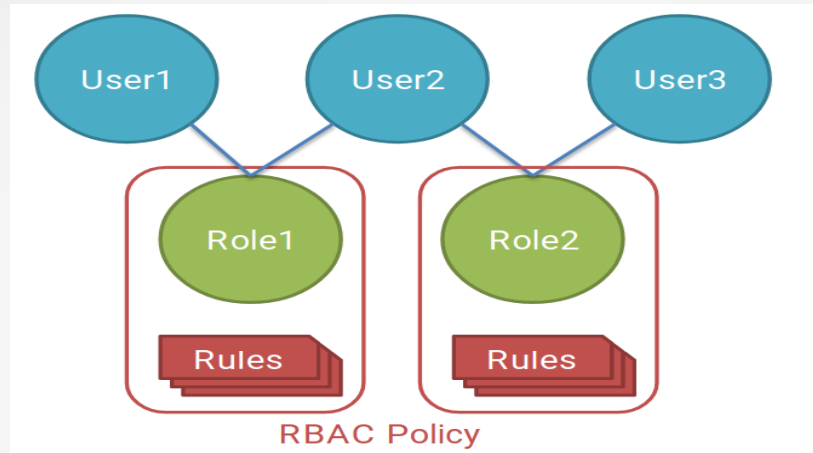 User1
User2
User3
Role1
Role2
Rules
Rules
RBAC Policy